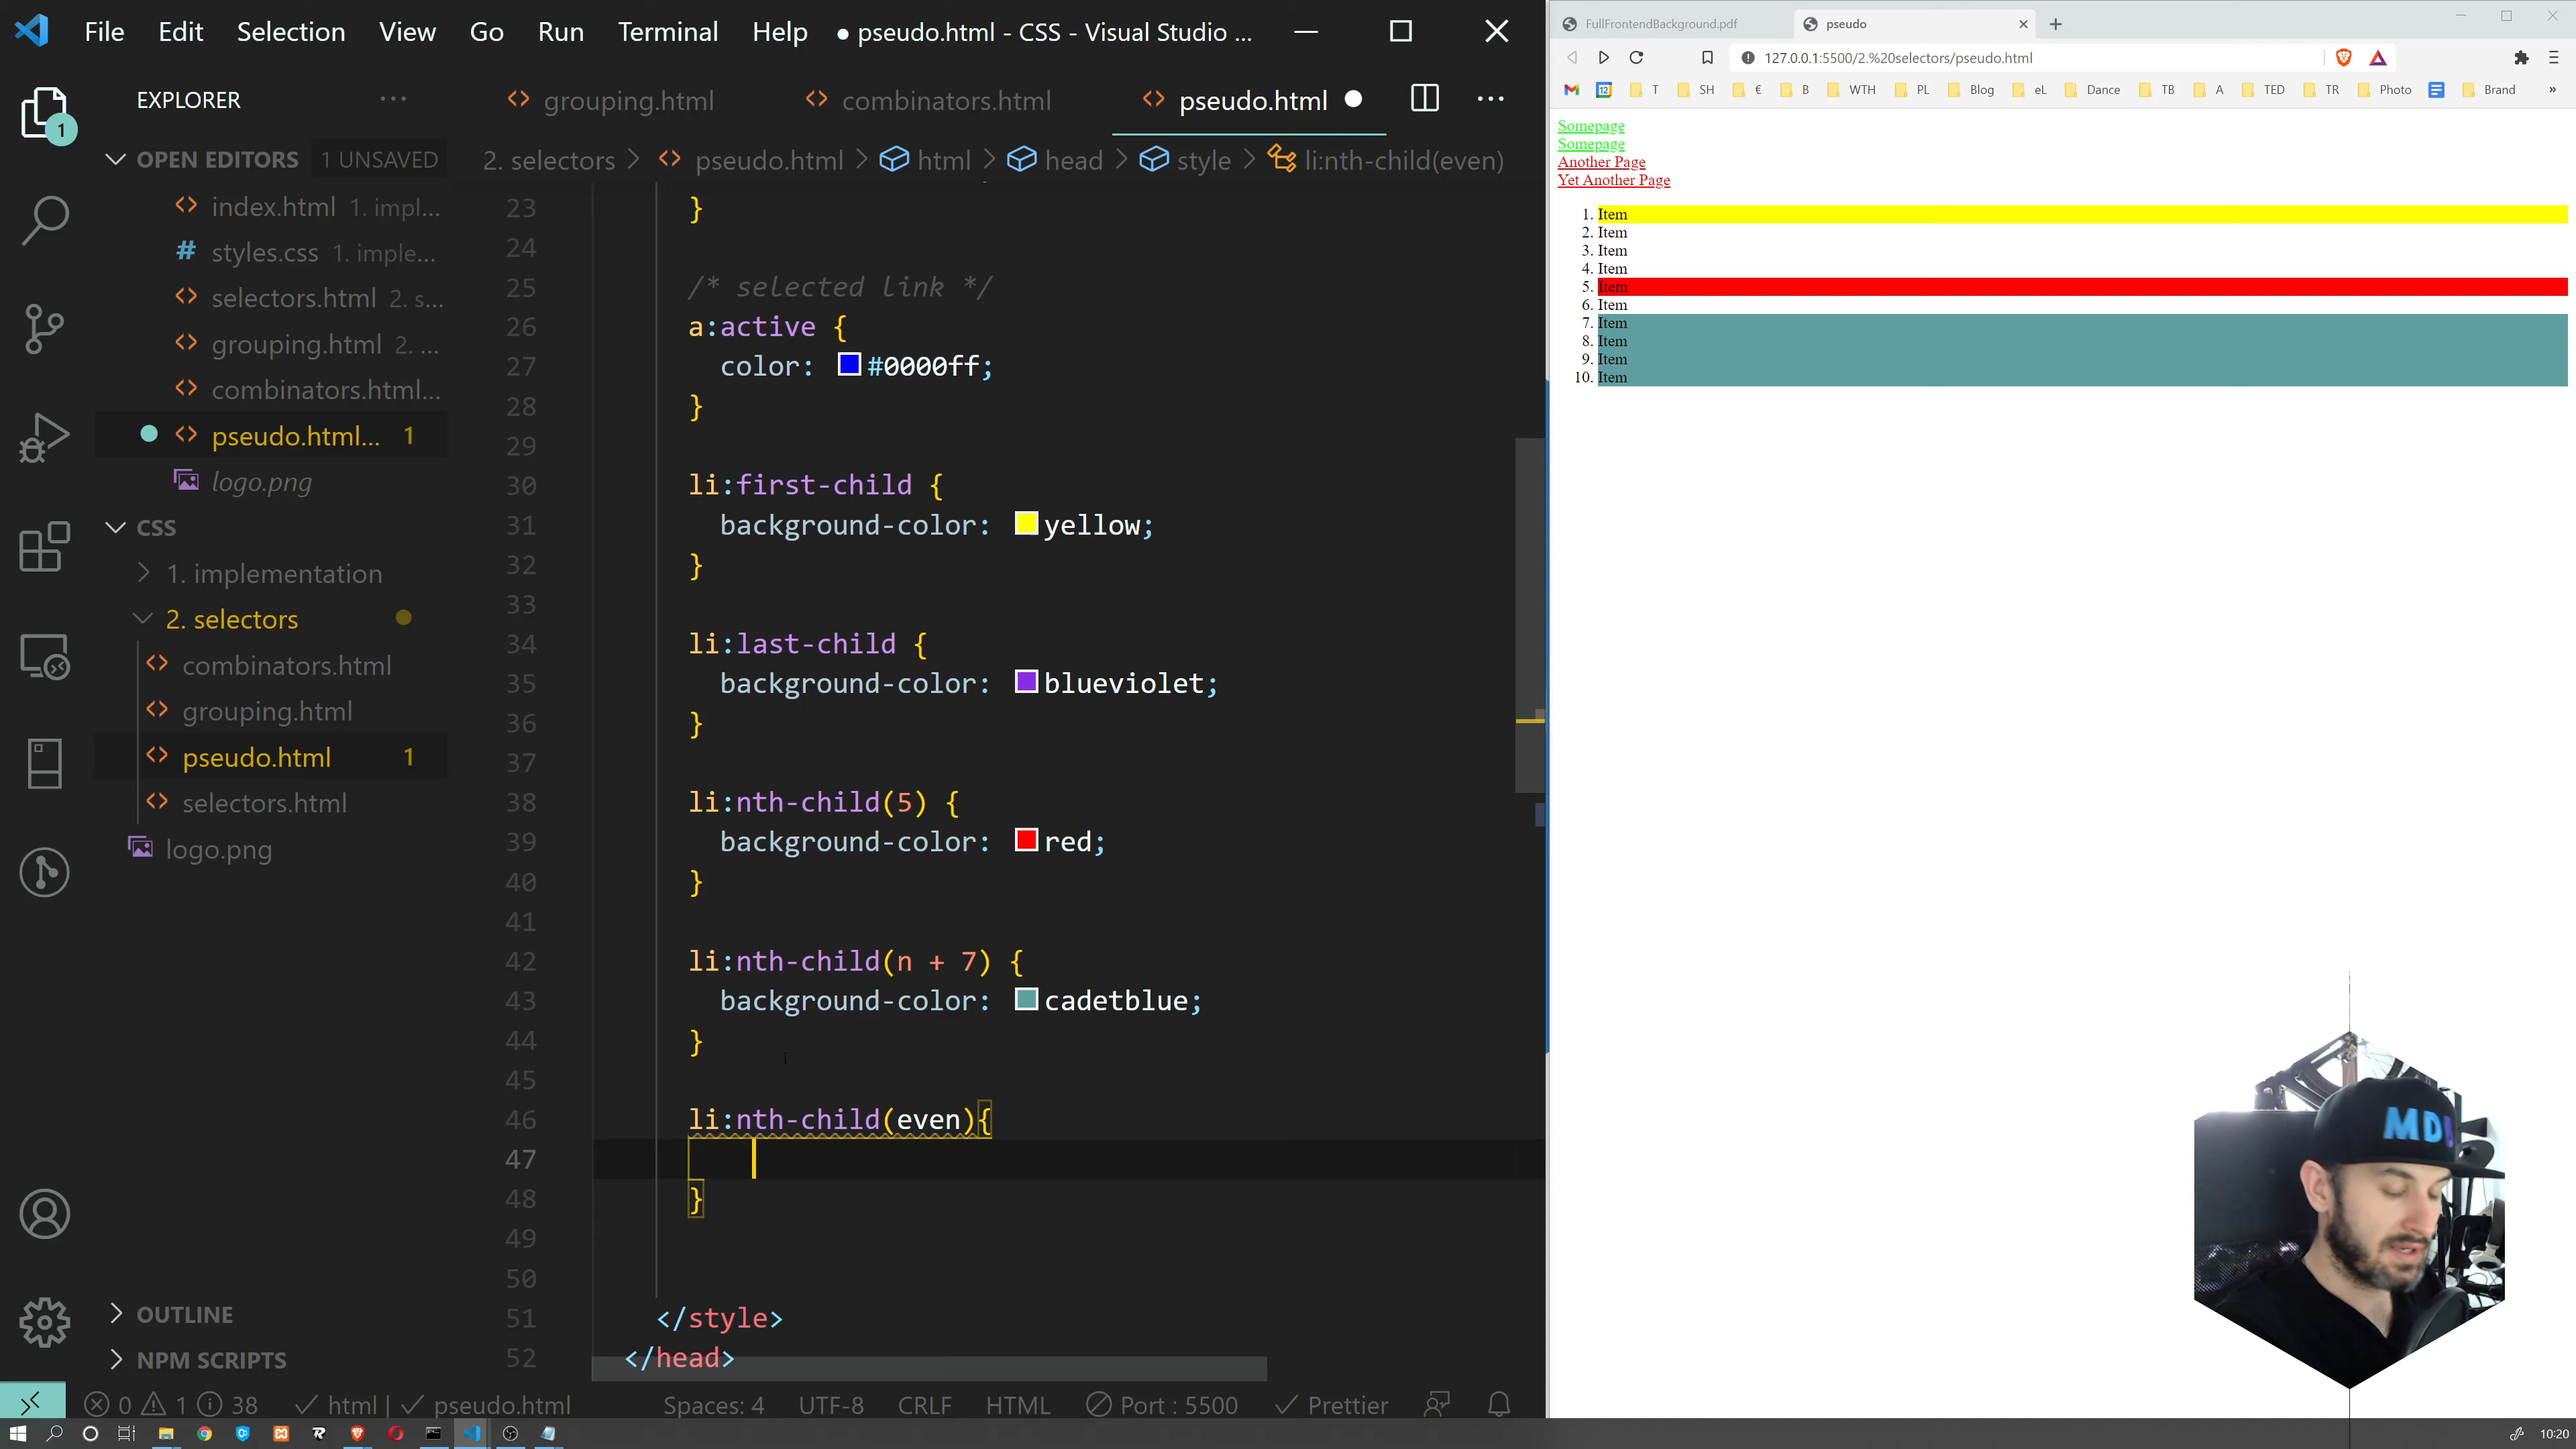 File Edit Selection View Go Run Terminal Help ● pseudo.html - CSS - Visual Studio ...
EXPLORER ...
grouping.html combinators.html pseudo.html
OPEN EDITORS 1 UNSAVED
2. selectors > pseudo.html > html > head > style > li:nth-child(even)
index.html 1. impl...
styles.css 1. imple...
selectors.html 2. s...
grouping.html 2. ...
combinators.html...
pseudo.html... 1
logo.png
CSS
1. implementation
2. selectors
combinators.html
grouping.html
pseudo.html 1
selectors.html
logo.png
OUTLINE
NPM SCRIPTS
23 }
24
25 /* selected link */
26 a:active {
27 color: #0000ff;
28 }
29
30 li:first-child {
31 background-color: yellow;
32 }
33
34 li:last-child {
35 background-color: blueviolet;
36 }
37
38 li:nth-child(5) {
39 background-color: red;
40 }
41
42 li:nth-child(n + 7) {
43 background-color: cadetblue;
44 }
45
46 li:nth-child(even){
47
48 }
49
50
51 </style>
52 </head>
0 1 38 html | pseudo.html Spaces: 4 UTF-8 CRLF HTML Port : 5500 Prettier
FullFrontendBackground.pdf pseudo
127.0.0.1:5500/2.%20selectors/pseudo.html
12 T SH € B WTH PL Blog eL Dance TB A TED TR Photo Brand »
Somepage
Somepage
Another Page
Yet Another Page
1. Item
2. Item
3. Item
4. Item
5. Item
6. Item
7. Item
8. Item
9. Item
10. Item
10:20